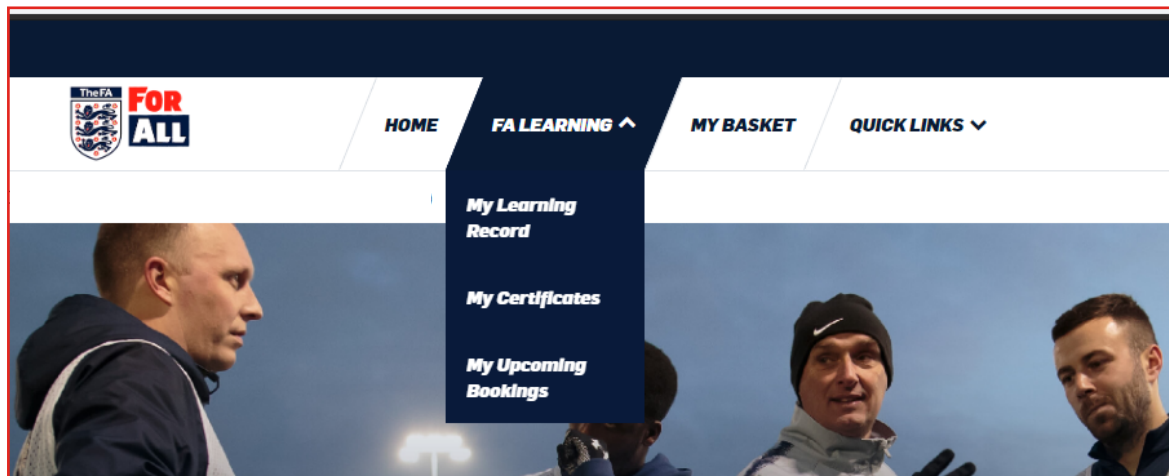 TheFA
FOR
ALL
HOME
FA LEARNING
MY BASKET
QUICK LINKS
My Learning
Record
My Certificates
My Upcoming
Bookings